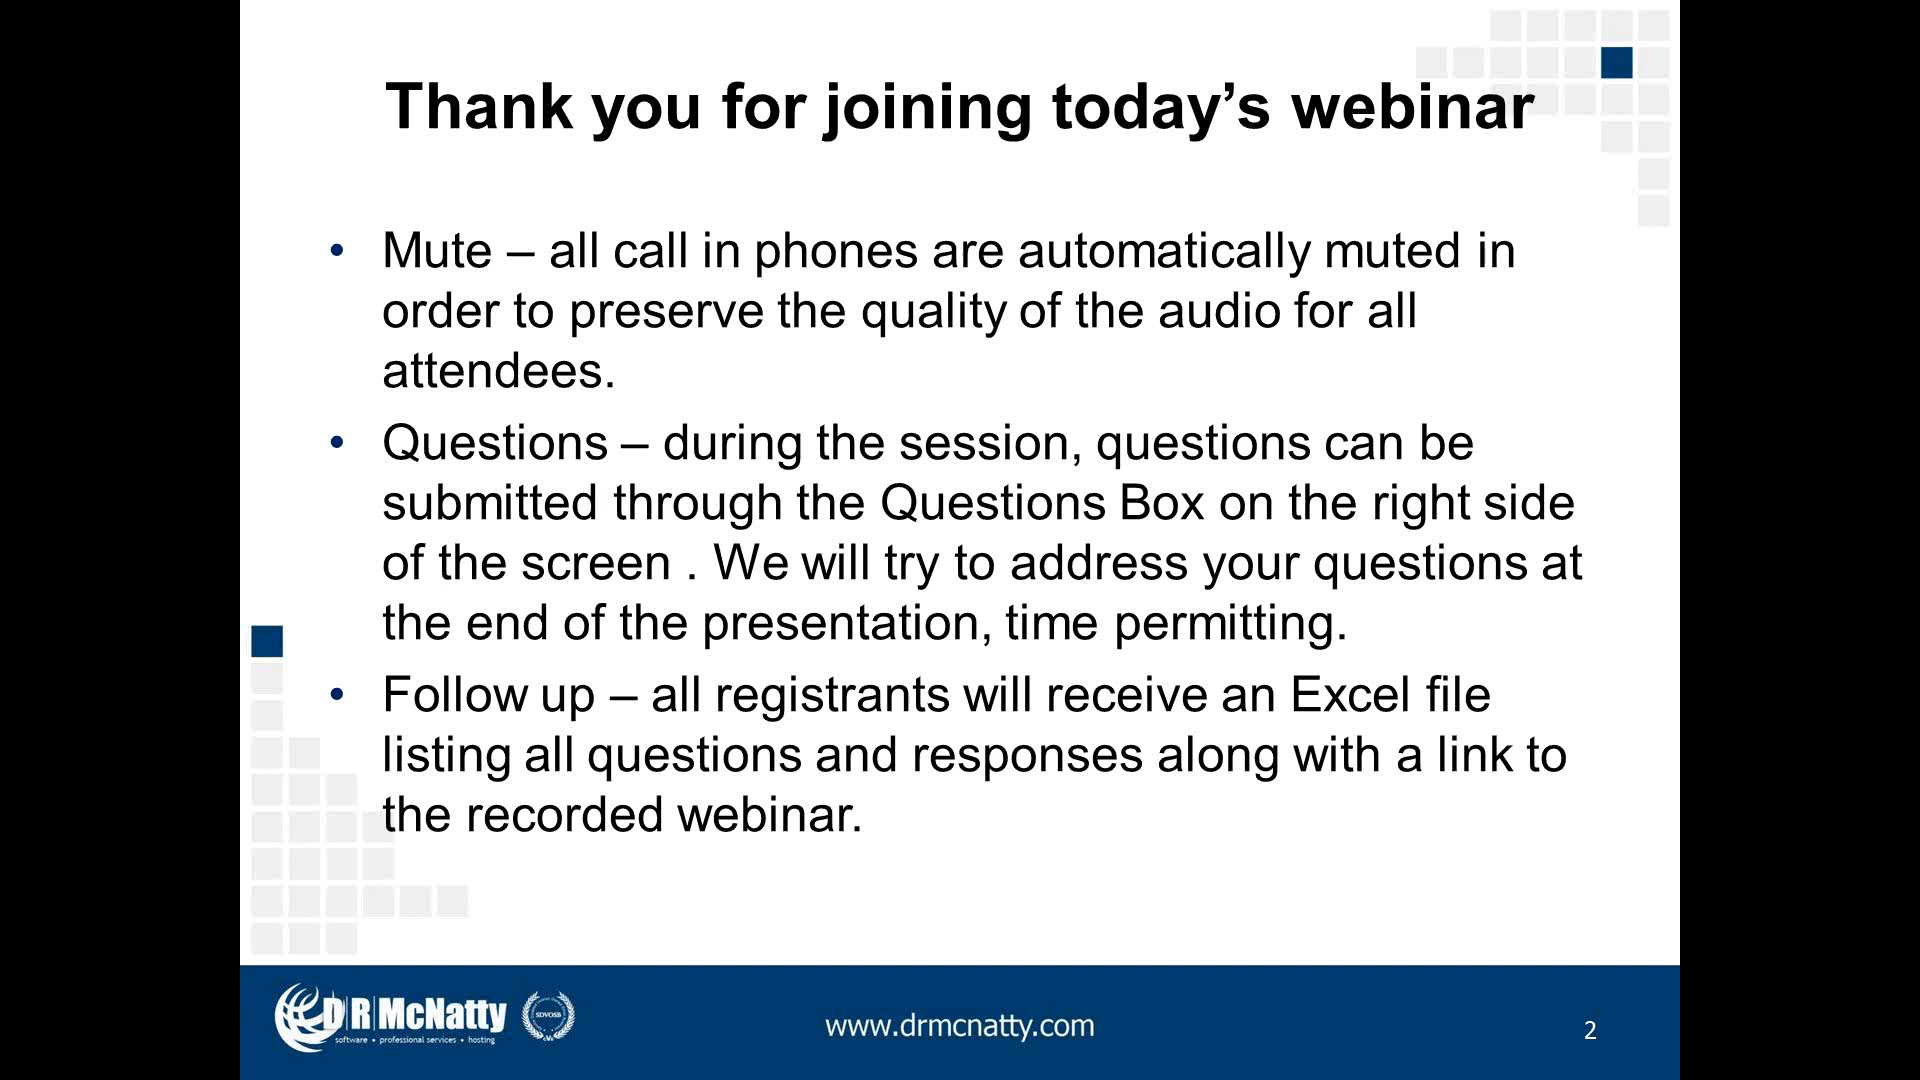 Thank you for joining today’s webinar
• Mute – all call in phones are automatically muted in
order to preserve the quality of the audio for all
attendees.
• Questions – during the session, questions can be
submitted through the Questions Box on the right side
of the screen . We will try to address your questions at
the end of the presentation, time permitting.
• Follow up – all registrants will receive an Excel file
listing all questions and responses along with a link to
the recorded webinar.
D|R|McNatty
software • professional services • hosting
SDVOSB
www.drmcnatty.com
2